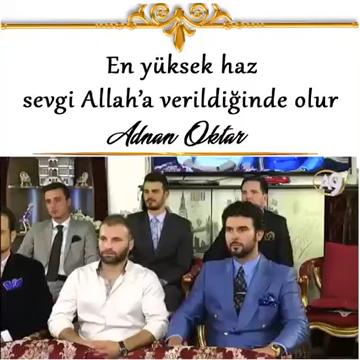 En yüksek haz
sevgi Allah'a verildiğinde olur
Adnan Oktar